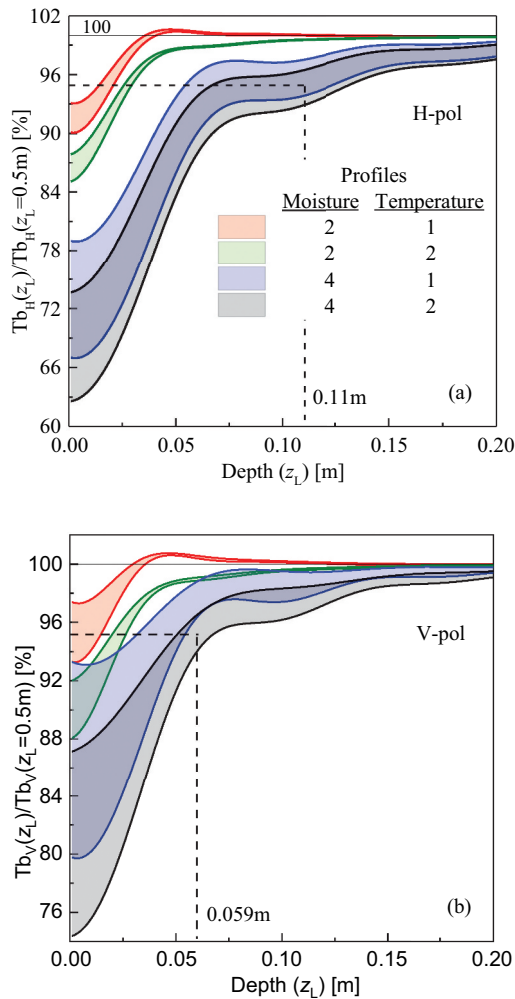 102
100
96
90
84
78
72
66
60
Tb_H(z_L)/Tb_H(z_L=0.5m) [%]
H-pol
Profiles
Moisture Temperature
2 1
2 2
4 1
4 2
0.11m
(a)
0.00 0.05 0.10 0.15 0.20
Depth (z_L) [m]
100
96
92
88
84
80
76
Tb_V(z_L)/Tb_V(z_L=0.5m) [%]
V-pol
0.059m
(b)
0.00 0.05 0.10 0.15 0.20
Depth (z_L) [m]